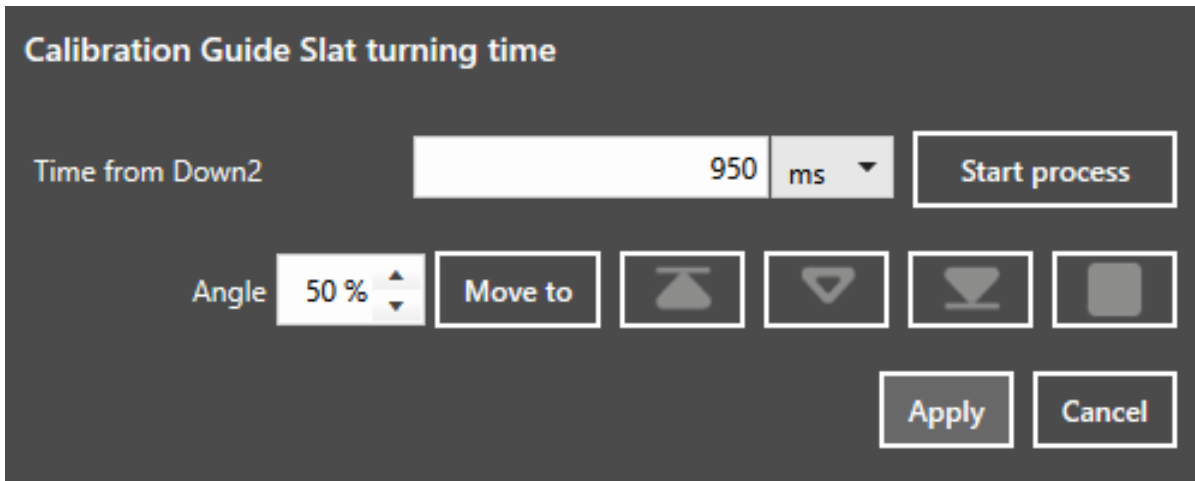 Calibration Guide Slat turning time
Time from Down2 950 ms Start process
Angle 50 % Move to
Apply Cancel